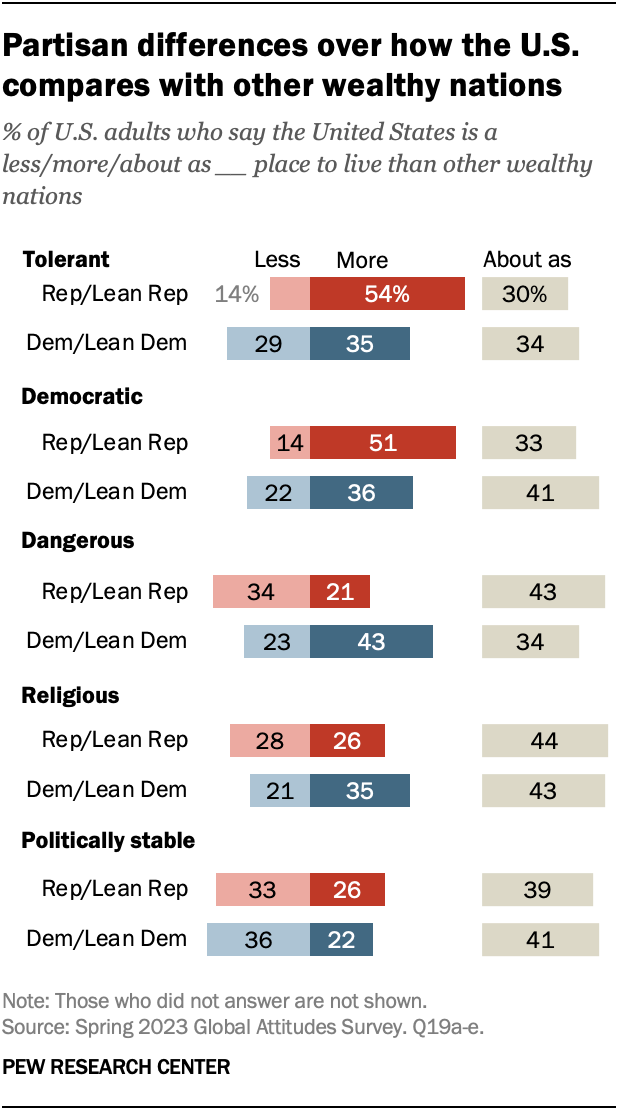 Partisan differences over how the U.S.
compares with other wealthy nations
% of U.S. adults who say the United States is a
less/more/about as __ place to live than other wealthy
nations
Tolerant Less More About as
Rep/Lean Rep 14% 54% 30%
Dem/Lean Dem 29 35 34
Democratic
Rep/Lean Rep 14 51 33
Dem/Lean Dem 22 36 41
Dangerous
Rep/Lean Rep 34 21 43
Dem/Lean Dem 23 43 34
Religious
Rep/Lean Rep 28 26 44
Dem/Lean Dem 21 35 43
Politically stable
Rep/Lean Rep 33 26 39
Dem/Lean Dem 36 22 41
Note: Those who did not answer are not shown.
Source: Spring 2023 Global Attitudes Survey. Q19a-e.
PEW RESEARCH CENTER